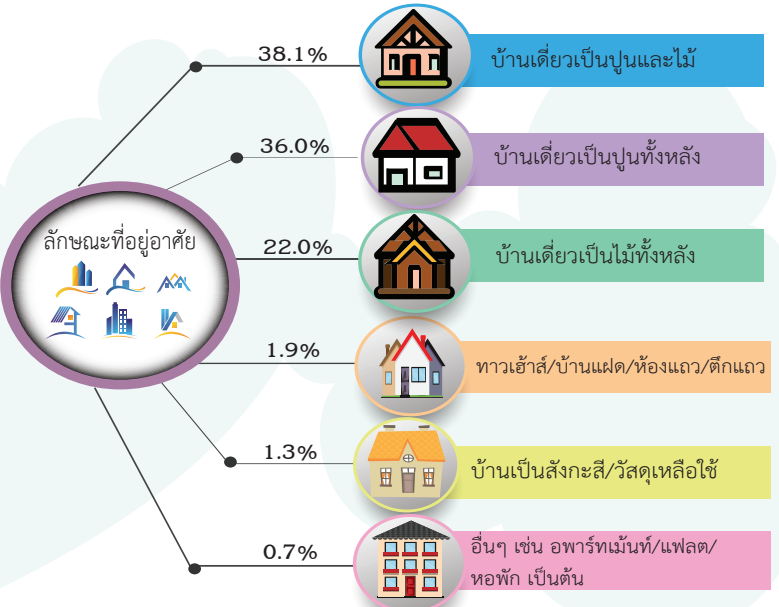 38.1%
บ้านเดี่ยวเป็นปูนและไม้
36.0%
บ้านเดี่ยวเป็นปูนทั้งหลัง
ลักษณะที่อยู่อาศัย
22.0%
บ้านเดี่ยวเป็นไม้ทั้งหลัง
1.9%
ทาวเฮ้าส์/บ้านแฝด/ห้องแถว/ตึกแถว
1.3%
บ้านเป็นสังกะสี/วัสดุเหลือใช้
0.7%
อื่นๆ เช่น อพาร์ทเม้นท์/แฟลต/
หอพัก เป็นต้น